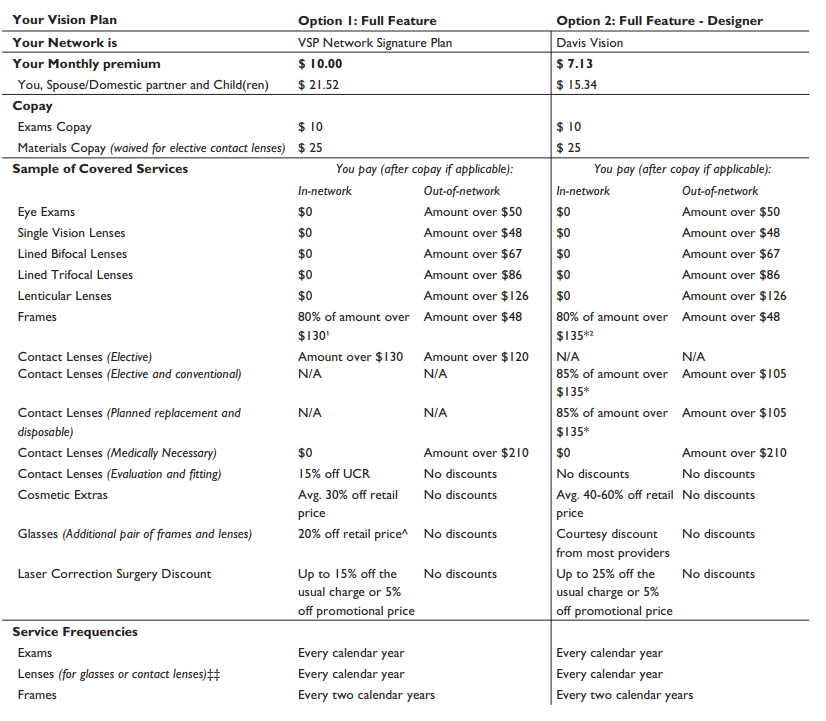 Your Vision Plan Option 1: Full Feature Option 2: Full Feature - Designer
Your Network is VSP Network Signature Plan Davis Vision
Your Monthly premium $ 10.00 $ 7.13
You, Spouse/Domestic partner and Child(ren) $ 21.52 $ 15.34
Copay
Exams Copay $ 10 $ 10
Materials Copay (waived for elective contact lenses) $ 25 $ 25
Sample of Covered Services You pay (after copay if applicable): You pay (after copay if applicable):
In-network Out-of-network In-network Out-of-network
Eye Exams $0 Amount over $50 $0 Amount over $50
Single Vision Lenses $0 Amount over $48 $0 Amount over $48
Lined Bifocal Lenses $0 Amount over $67 $0 Amount over $67
Lined Trifocal Lenses $0 Amount over $86 $0 Amount over $86
Lenticular Lenses $0 Amount over $126 $0 Amount over $126
Frames 80% of amount over Amount over $48 80% of amount over Amount over $48
$130¹ $135*²
Contact Lenses (Elective) Amount over $130 Amount over $120 N/A N/A
Contact Lenses (Elective and conventional) N/A N/A 85% of amount over Amount over $105
$135*
Contact Lenses (Planned replacement and N/A N/A 85% of amount over Amount over $105
disposable) $135*
Contact Lenses (Medically Necessary) $0 Amount over $210 $0 Amount over $210
Contact Lenses (Evaluation and fitting) 15% off UCR No discounts No discounts No discounts
Cosmetic Extras Avg. 30% off retail No discounts Avg. 40-60% off retail No discounts
price price
Glasses (Additional pair of frames and lenses) 20% off retail price^ No discounts Courtesy discount No discounts
from most providers
Laser Correction Surgery Discount Up to 15% off the No discounts Up to 25% off the No discounts
usual charge or 5% usual charge or 5%
off promotional price off promotional price
Service Frequencies
Exams Every calendar year Every calendar year
Lenses (for glasses or contact lenses)‡‡ Every calendar year Every calendar year
Frames Every two calendar years Every two calendar years